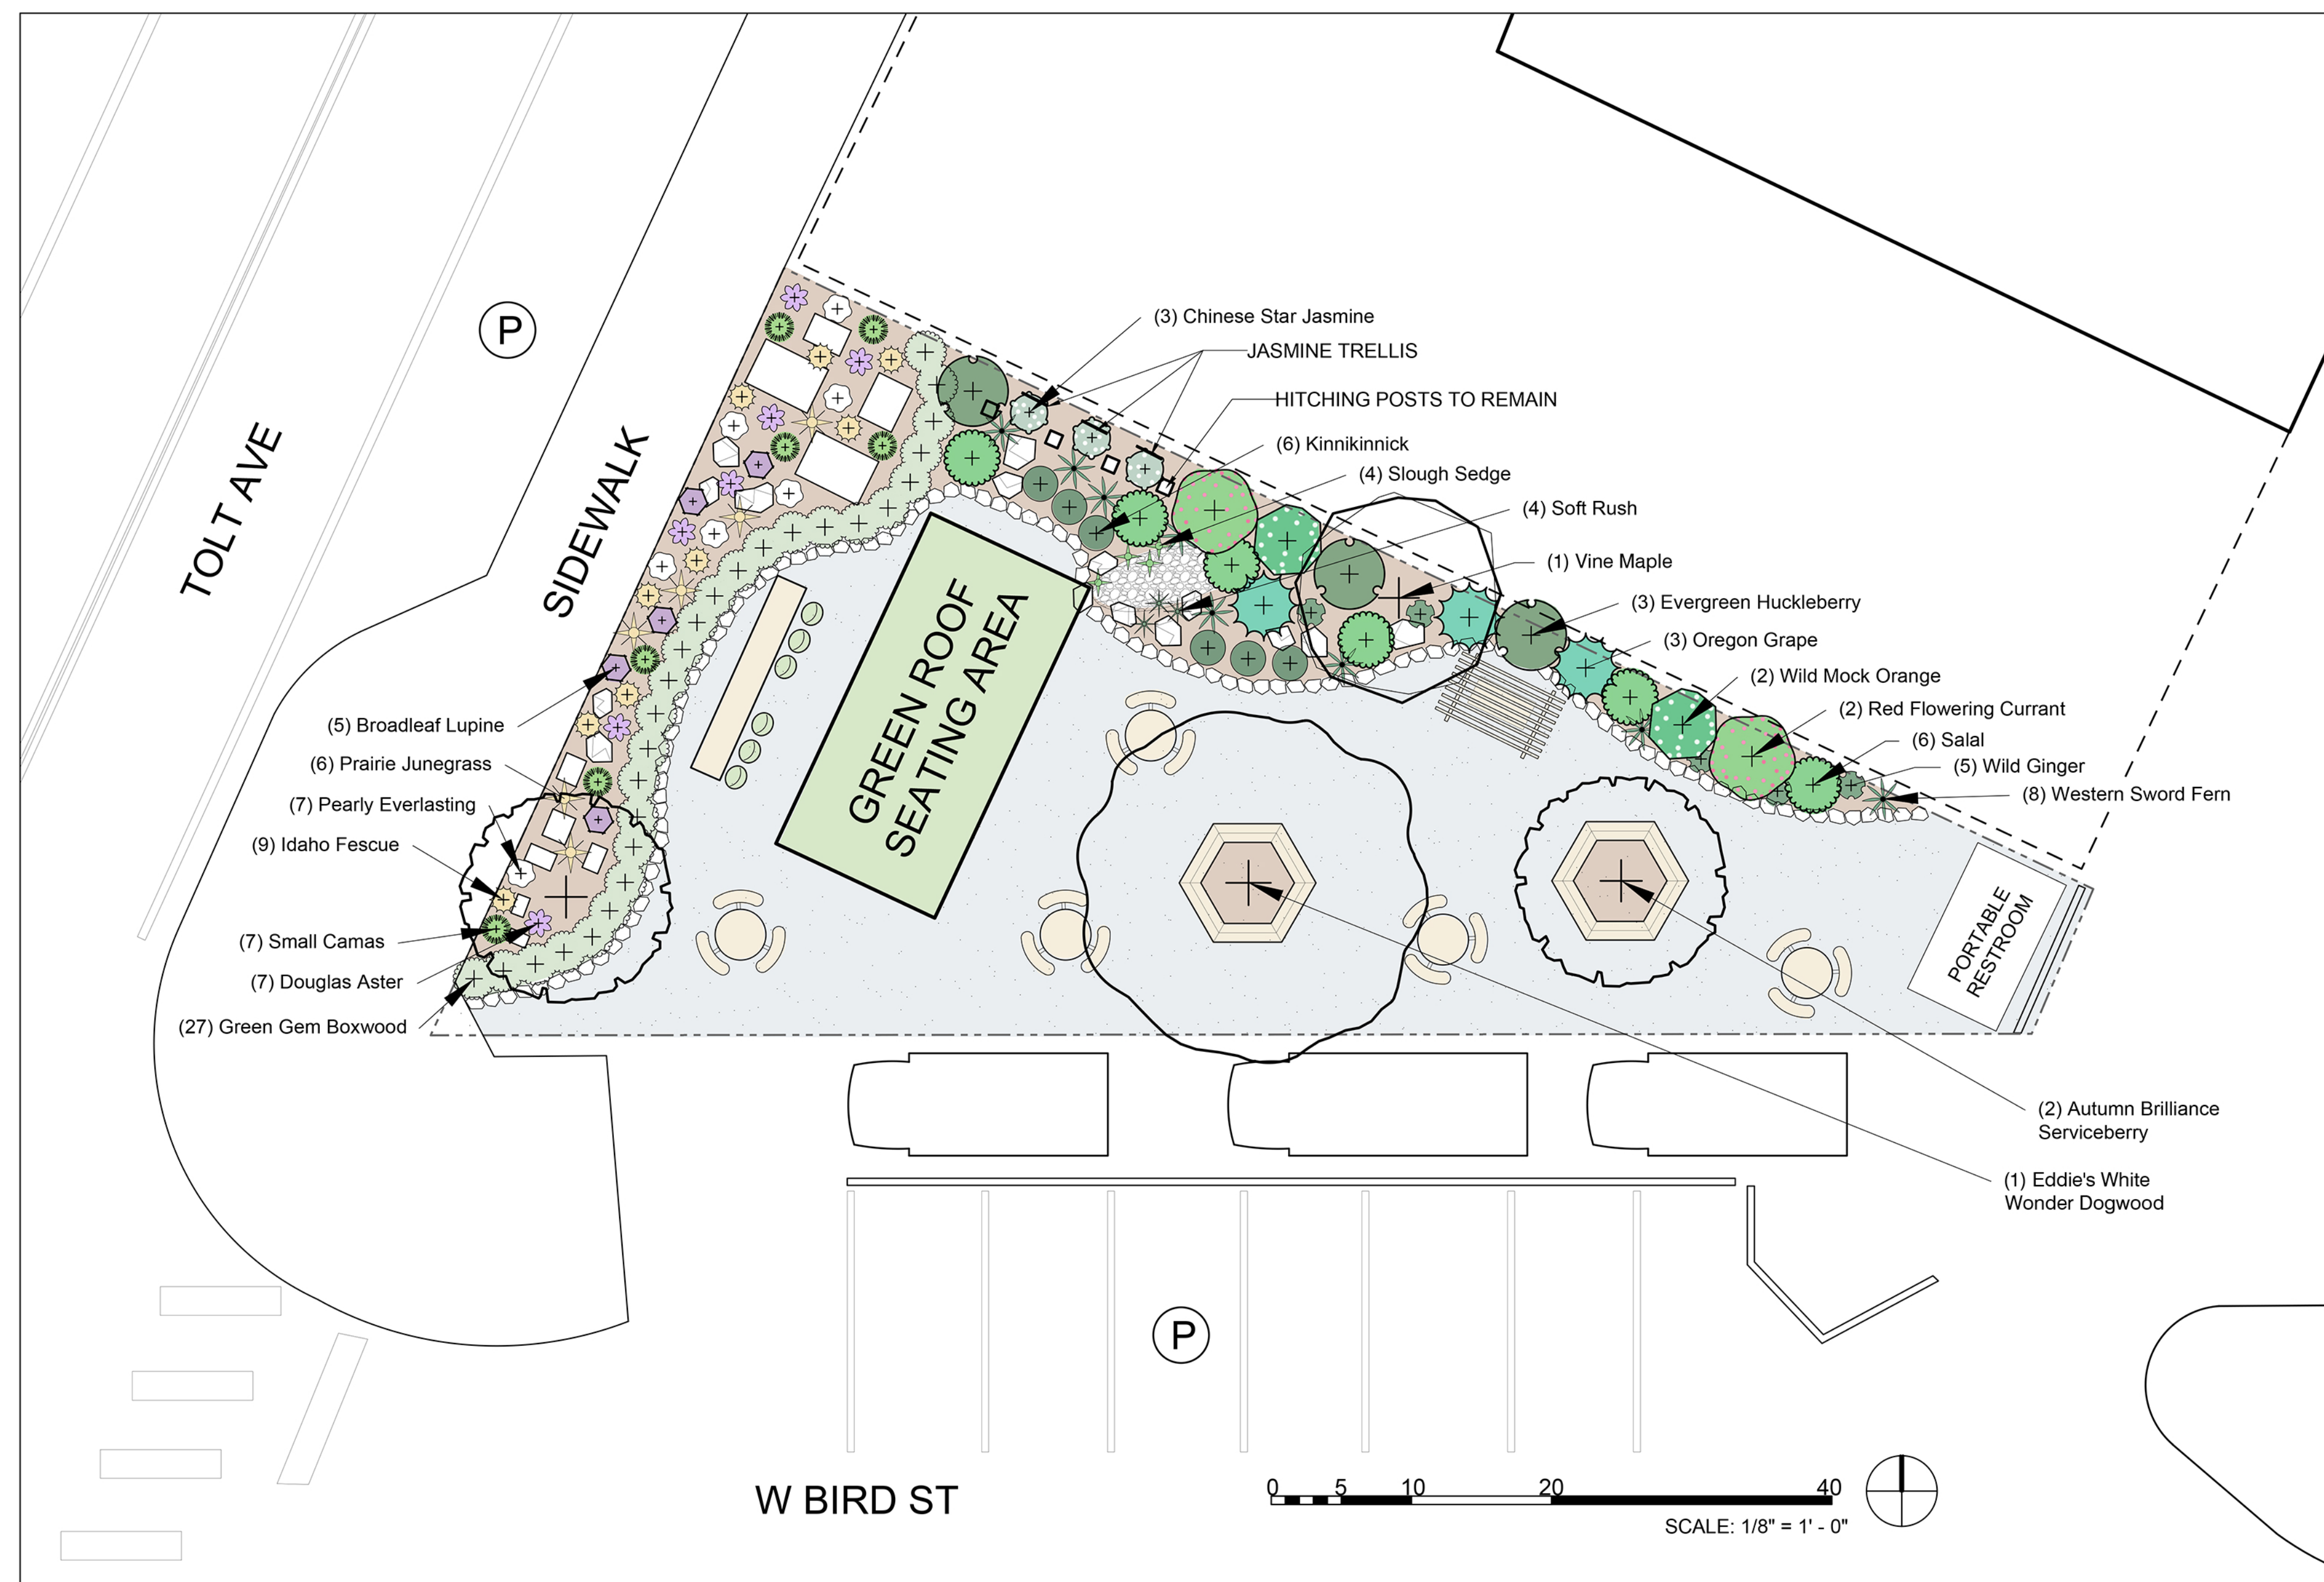 (3) Chinese Star Jasmine
JASMINE TRELLIS
HITCHING POSTS TO REMAIN
(6) Kinnikinnick
(4) Slough Sedge
(4) Soft Rush
(1) Vine Maple
(3) Evergreen Huckleberry
(3) Oregon Grape
(2) Wild Mock Orange
(2) Red Flowering Currant
(6) Salal
(5) Wild Ginger
(8) Western Sword Fern
P
TOLT AVE
SIDEWALK
GREEN ROOF
SEATING AREA
(5) Broadleaf Lupine
(6) Prairie Junegrass
(7) Pearly Everlasting
(9) Idaho Fescue
(7) Small Camas
(7) Douglas Aster
(27) Green Gem Boxwood
PORTABLE
RESTROOM
(2) Autumn Brilliance
Serviceberry
(1) Eddie's White
Wonder Dogwood
P
W BIRD ST
0 5 10 20 40
SCALE: 1/8" = 1' - 0"